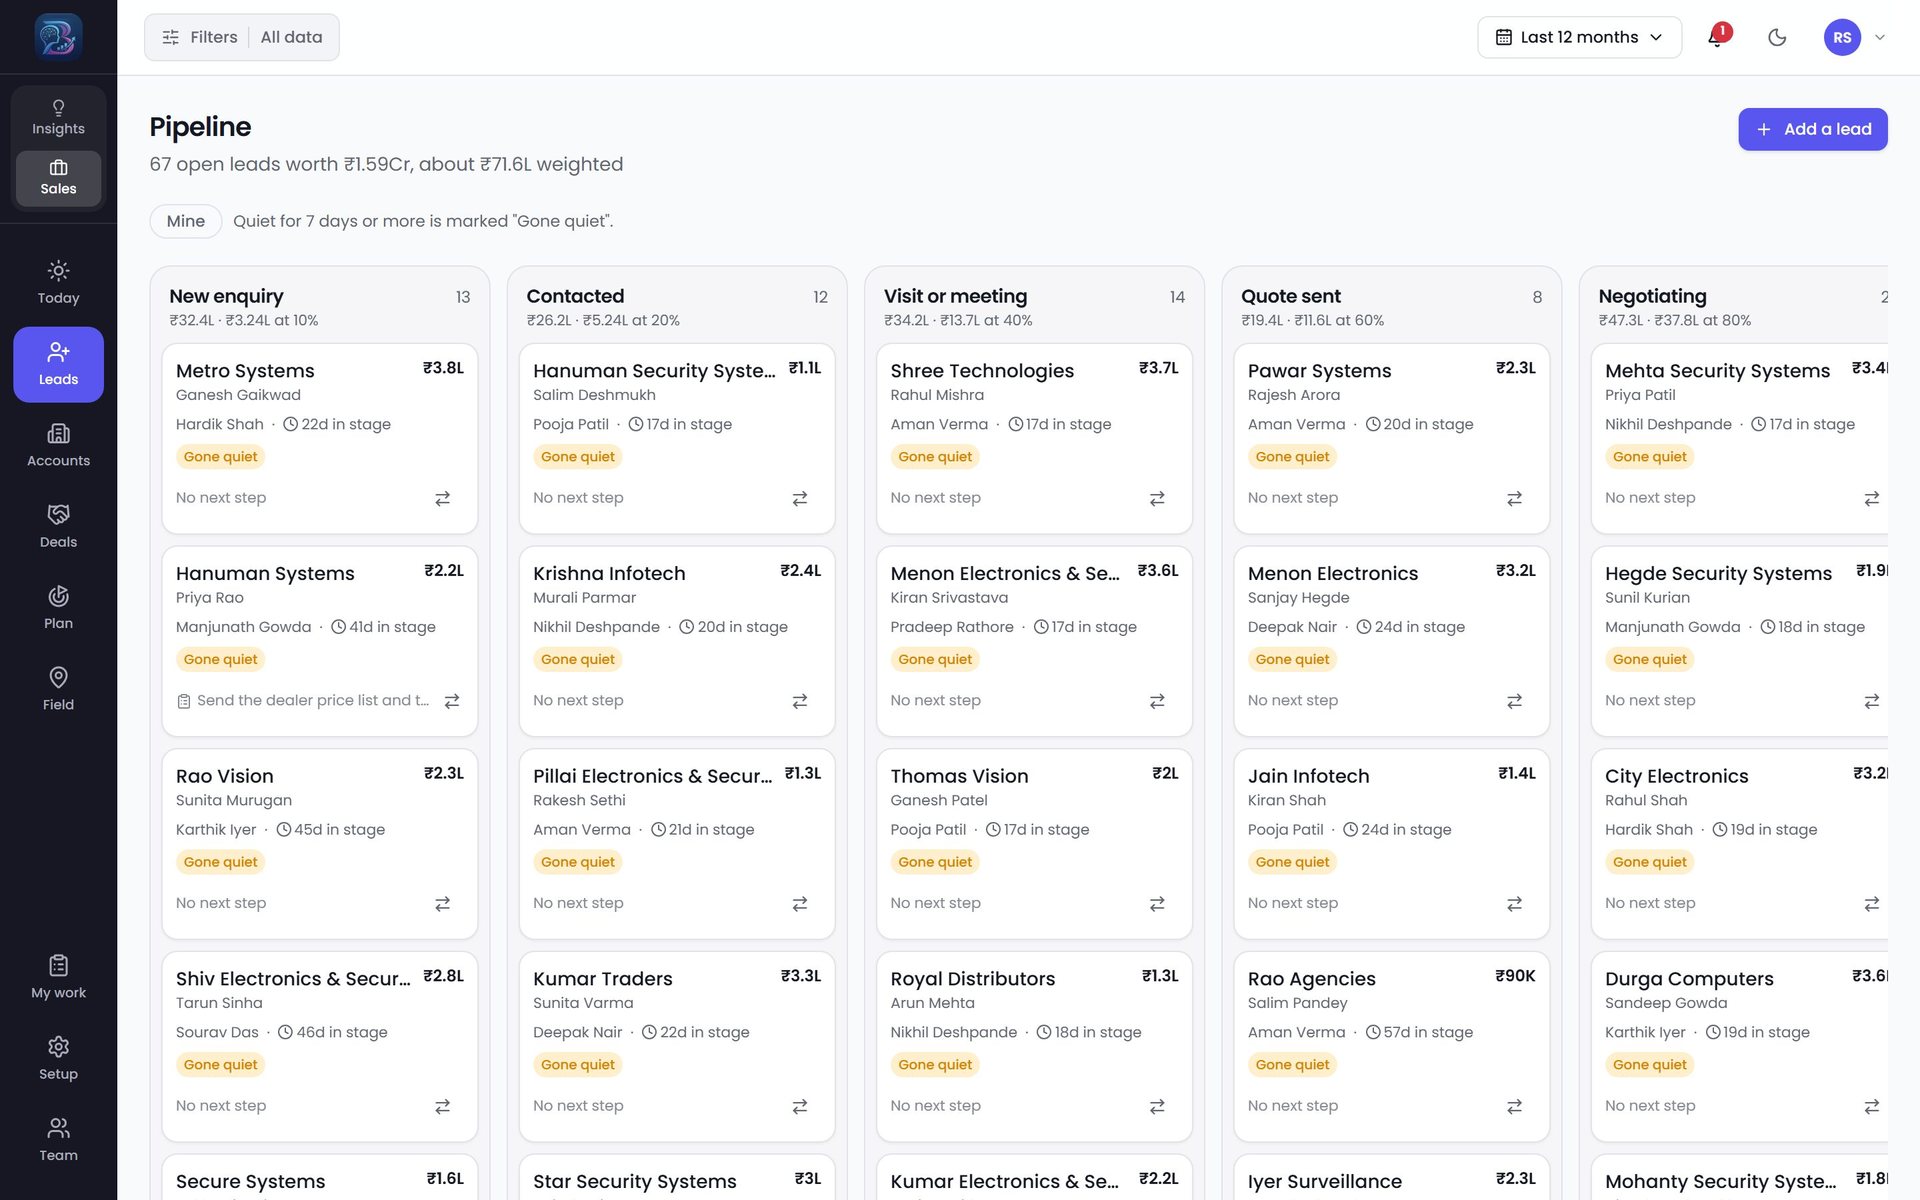 Filters
All data
Last 12 months
1
RS
Insights
Sales
Today
Leads
Accounts
Deals
Plan
Field
My work
Setup
Team
Pipeline
67 open leads worth ₹1.59Cr, about ₹71.6L weighted
Add a lead
Mine
Quiet for 7 days or more is marked "Gone quiet".
New enquiry 13
₹32.4L · ₹3.24L at 10%
Metro Systems ₹3.8L
Ganesh Gaikwad
Hardik Shah · 22d in stage
Gone quiet
No next step
Hanuman Systems ₹2.2L
Priya Rao
Manjunath Gowda · 41d in stage
Gone quiet
Send the dealer price list and t...
Rao Vision ₹2.3L
Sunita Murugan
Karthik Iyer · 45d in stage
Gone quiet
No next step
Shiv Electronics & Secur... ₹2.8L
Tarun Sinha
Sourav Das · 46d in stage
Gone quiet
No next step
Secure Systems ₹1.6L
Contacted 12
₹26.2L · ₹5.24L at 20%
Hanuman Security Syste... ₹1.1L
Salim Deshmukh
Pooja Patil · 17d in stage
Gone quiet
No next step
Krishna Infotech ₹2.4L
Murali Parmar
Nikhil Deshpande · 20d in stage
Gone quiet
No next step
Pillai Electronics & Secur... ₹1.3L
Rakesh Sethi
Aman Verma · 21d in stage
Gone quiet
No next step
Kumar Traders ₹3.3L
Sunita Varma
Deepak Nair · 22d in stage
Gone quiet
No next step
Star Security Systems ₹3L
Visit or meeting 14
₹34.2L · ₹13.7L at 40%
Shree Technologies ₹3.7L
Rahul Mishra
Aman Verma · 17d in stage
Gone quiet
No next step
Menon Electronics & Se... ₹3.6L
Kiran Srivastava
Pradeep Rathore · 17d in stage
Gone quiet
No next step
Thomas Vision ₹2L
Ganesh Patel
Pooja Patil · 17d in stage
Gone quiet
No next step
Royal Distributors ₹1.3L
Arun Mehta
Nikhil Deshpande · 18d in stage
Gone quiet
No next step
Kumar Electronics & Se... ₹2.2L
Quote sent 8
₹19.4L · ₹11.6L at 60%
Pawar Systems ₹2.3L
Rajesh Arora
Aman Verma · 20d in stage
Gone quiet
No next step
Menon Electronics ₹3.2L
Sanjay Hegde
Deepak Nair · 24d in stage
Gone quiet
No next step
Jain Infotech ₹1.4L
Kiran Shah
Pooja Patil · 24d in stage
Gone quiet
No next step
Rao Agencies ₹90K
Salim Pandey
Aman Verma · 57d in stage
Gone quiet
No next step
Iyer Surveillance ₹2.3L
Negotiating
₹47.3L · ₹37.8L at 80%
Mehta Security Systems ₹3.4
Priya Patil
Nikhil Deshpande · 17d in stage
Gone quiet
No next step
Hegde Security Systems ₹1.9
Sunil Kurian
Manjunath Gowda · 18d in stage
Gone quiet
No next step
City Electronics ₹3.2
Rahul Shah
Hardik Shah · 19d in stage
Gone quiet
No next step
Durga Computers ₹3.6
Sandeep Gowda
Karthik Iyer · 19d in stage
Gone quiet
No next step
Mohanty Security Syste... ₹1.8